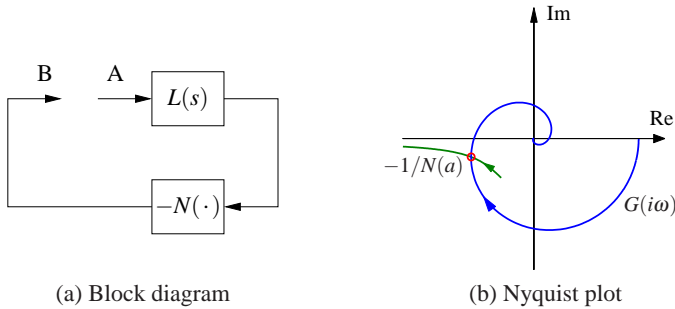 B
A
L(s)
−N(·)
(a) Block diagram
Im
Re
−1/N(a)
G(iω)
(b) Nyquist plot